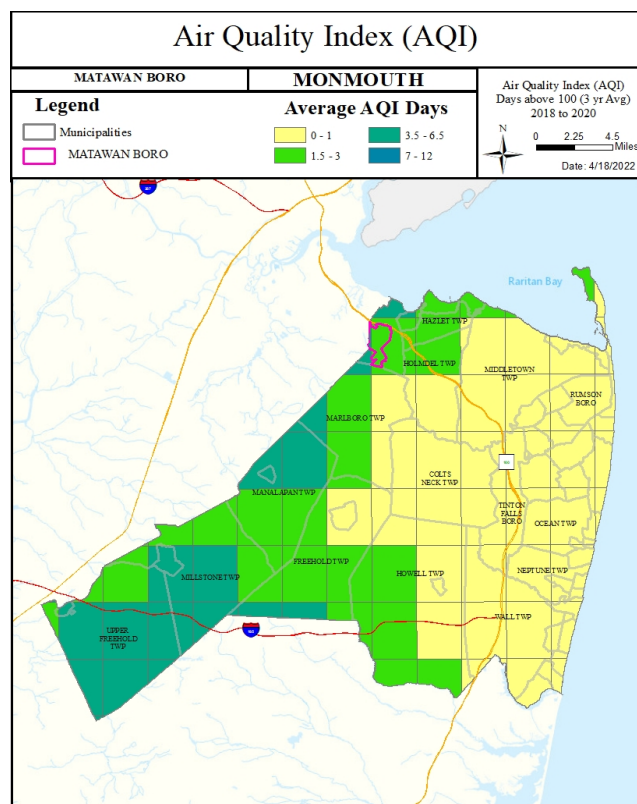 Air Quality Index (AQI)
MATAWAN BORO
MONMOUTH
Legend
Municipalities
MATAWAN BORO
Average AQI Days
0 - 1
3.5 - 6.5
1.5 - 3
7 - 12
Air Quality Index (AQI)
Days above 100 (3 yr Avg)
2018 to 2020
N
0 2.25 4.5
Miles
Date: 4/18/2022
Raritan Bay
HAZLET TWP
HOLMDEL TWP
MIDDLETOWN
TWP
RUMSON
BORO
MARLBORO TWP
COLTS
NECK TWP
MANALAPAN TWP
TINTON
FALLS
BORO
OCEAN TWP
FREEHOLD TWP
HOWELL TWP
NEPTUNE TWP
MILLSTONE TWP
WALL TWP
UPPER
FREEHOLD
TWP